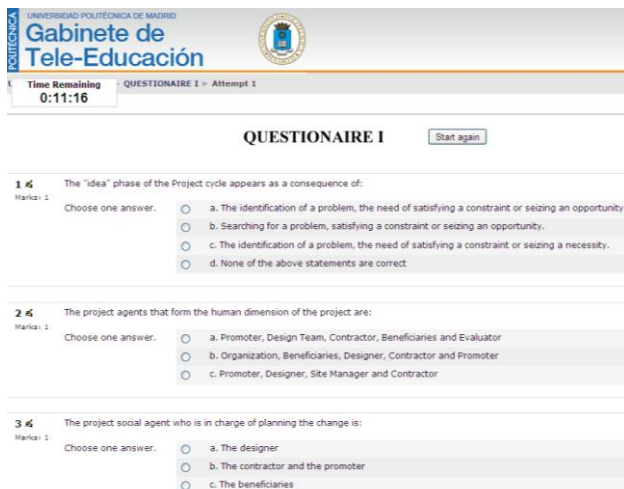 POLITÉCNICA
UNIVERSIDAD POLITÉCNICA DE MADRID
Gabinete de
Tele-Educación
Time Remaining
0:11:16
QUESTIONAIRE I ► Attempt 1
QUESTIONAIRE I
Start again
1
Marks: 1
The "idea" phase of the Project cycle appears as a consequence of:
Choose one answer.
a. The identification of a problem, the need of satisfying a constraint or seizing an opportunity
b. Searching for a problem, satisfying a constraint or seizing an opportunity.
c. The identification of a problem, the need of satisfying a constraint or seizing a necessity.
d. None of the above statements are correct
2
Marks: 1
The project agents that form the human dimension of the project are:
Choose one answer.
a. Promoter, Design Team, Contractor, Beneficiaries and Evaluator
b. Organization, Beneficiaries, Designer, Contractor and Promoter
c. Promoter, Designer, Site Manager and Contractor
3
Marks: 1
The project social agent who is in charge of planning the change is:
Choose one answer.
a. The designer
b. The contractor and the promoter
c. The beneficiaries